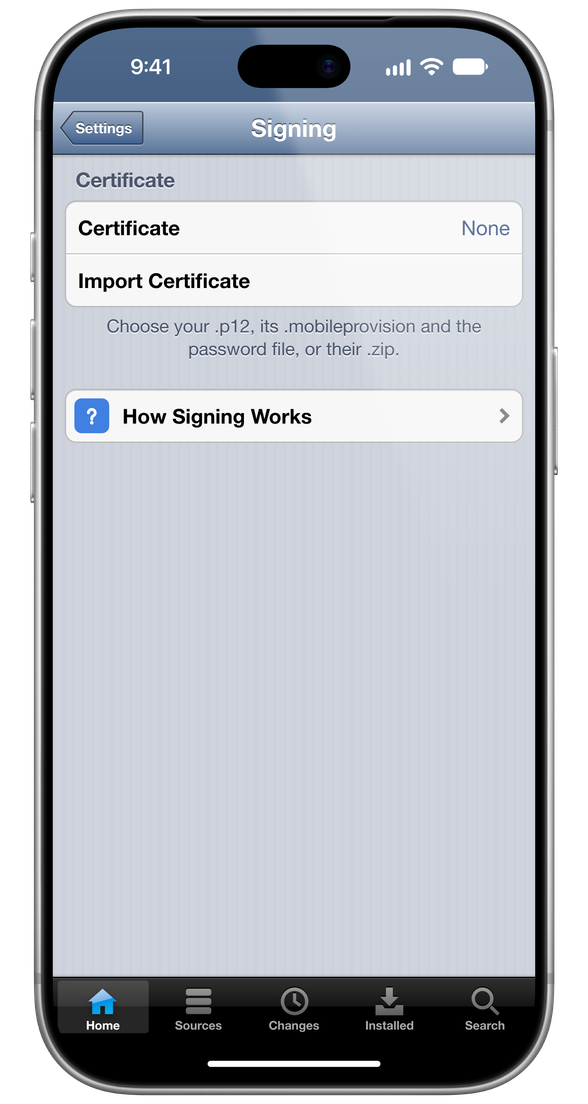 9:41
Settings
Signing
Certificate
Certificate
None
Import Certificate
Choose your .p12, its .mobileprovision and the
password file, or their .zip.
?
How Signing Works
Home
Sources
Changes
Installed
Search